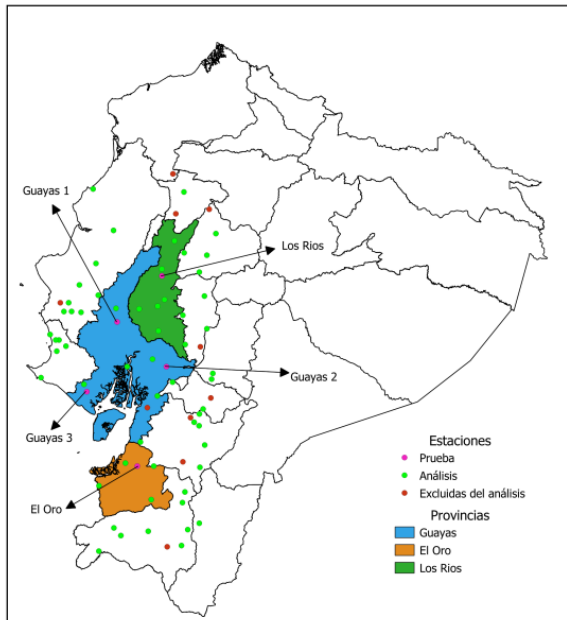 Guayas 1
Los Rios
Guayas 2
Guayas 3
El Oro
Estaciones
Prueba
Análisis
Excluidas del análisis
Provincias
Guayas
El Oro
Los Rios